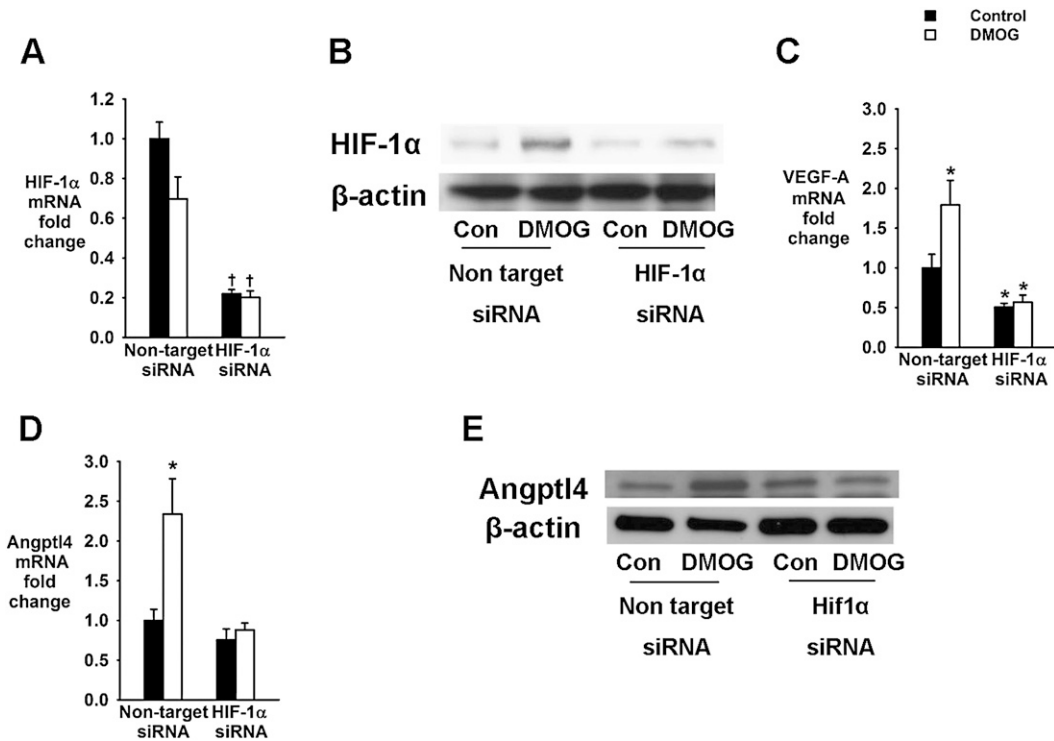 Control
DMOG
A
1.2
1.0
0.8
0.6
0.4
0.2
0.0
HIF-1α
mRNA
fold
change
†
†
Non-target HIF-1α
siRNA siRNA
B
HIF-1α
β-actin
Con DMOG Con DMOG
Non target HIF-1α
siRNA siRNA
C
3.0
2.5
2.0
1.5
1.0
0.5
0.0
VEGF-A
mRNA
fold
change
*
*
*
Non-target HIF-1α
siRNA siRNA
D
3.0
2.5
2.0
1.5
1.0
0.5
0.0
Angptl4
mRNA
fold
change
*
Non-target HIF-1α
siRNA siRNA
E
Angptl4
β-actin
Con DMOG Con DMOG
Non target Hif1α
siRNA siRNA